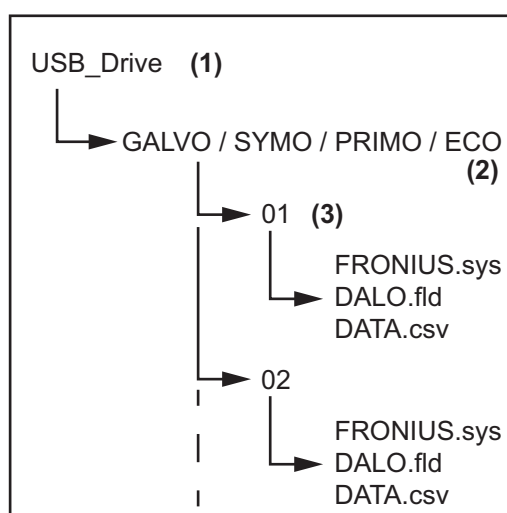 USB_Drive (1)
GALVO / SYMO / PRIMO / ECO
(2)
01 (3)
FRONIUS.sys
DALO.fld
DATA.csv
02
FRONIUS.sys
DALO.fld
DATA.csv